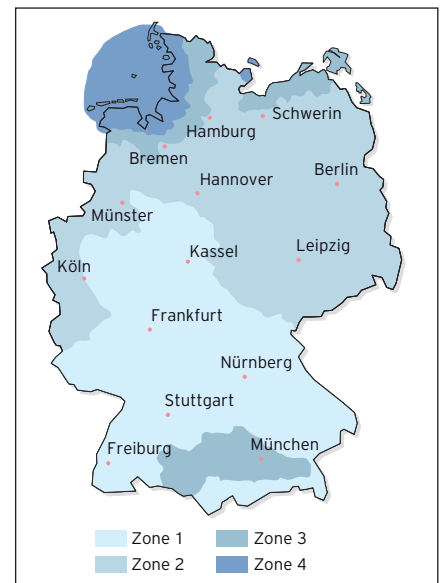 Schwerin
Hamburg
Bremen
Berlin
Hannover
Münster
Kassel
Leipzig
Köln
Frankfurt
Nürnberg
Stuttgart
Freiburg
München
Zone 1
Zone 3
Zone 2
Zone 4